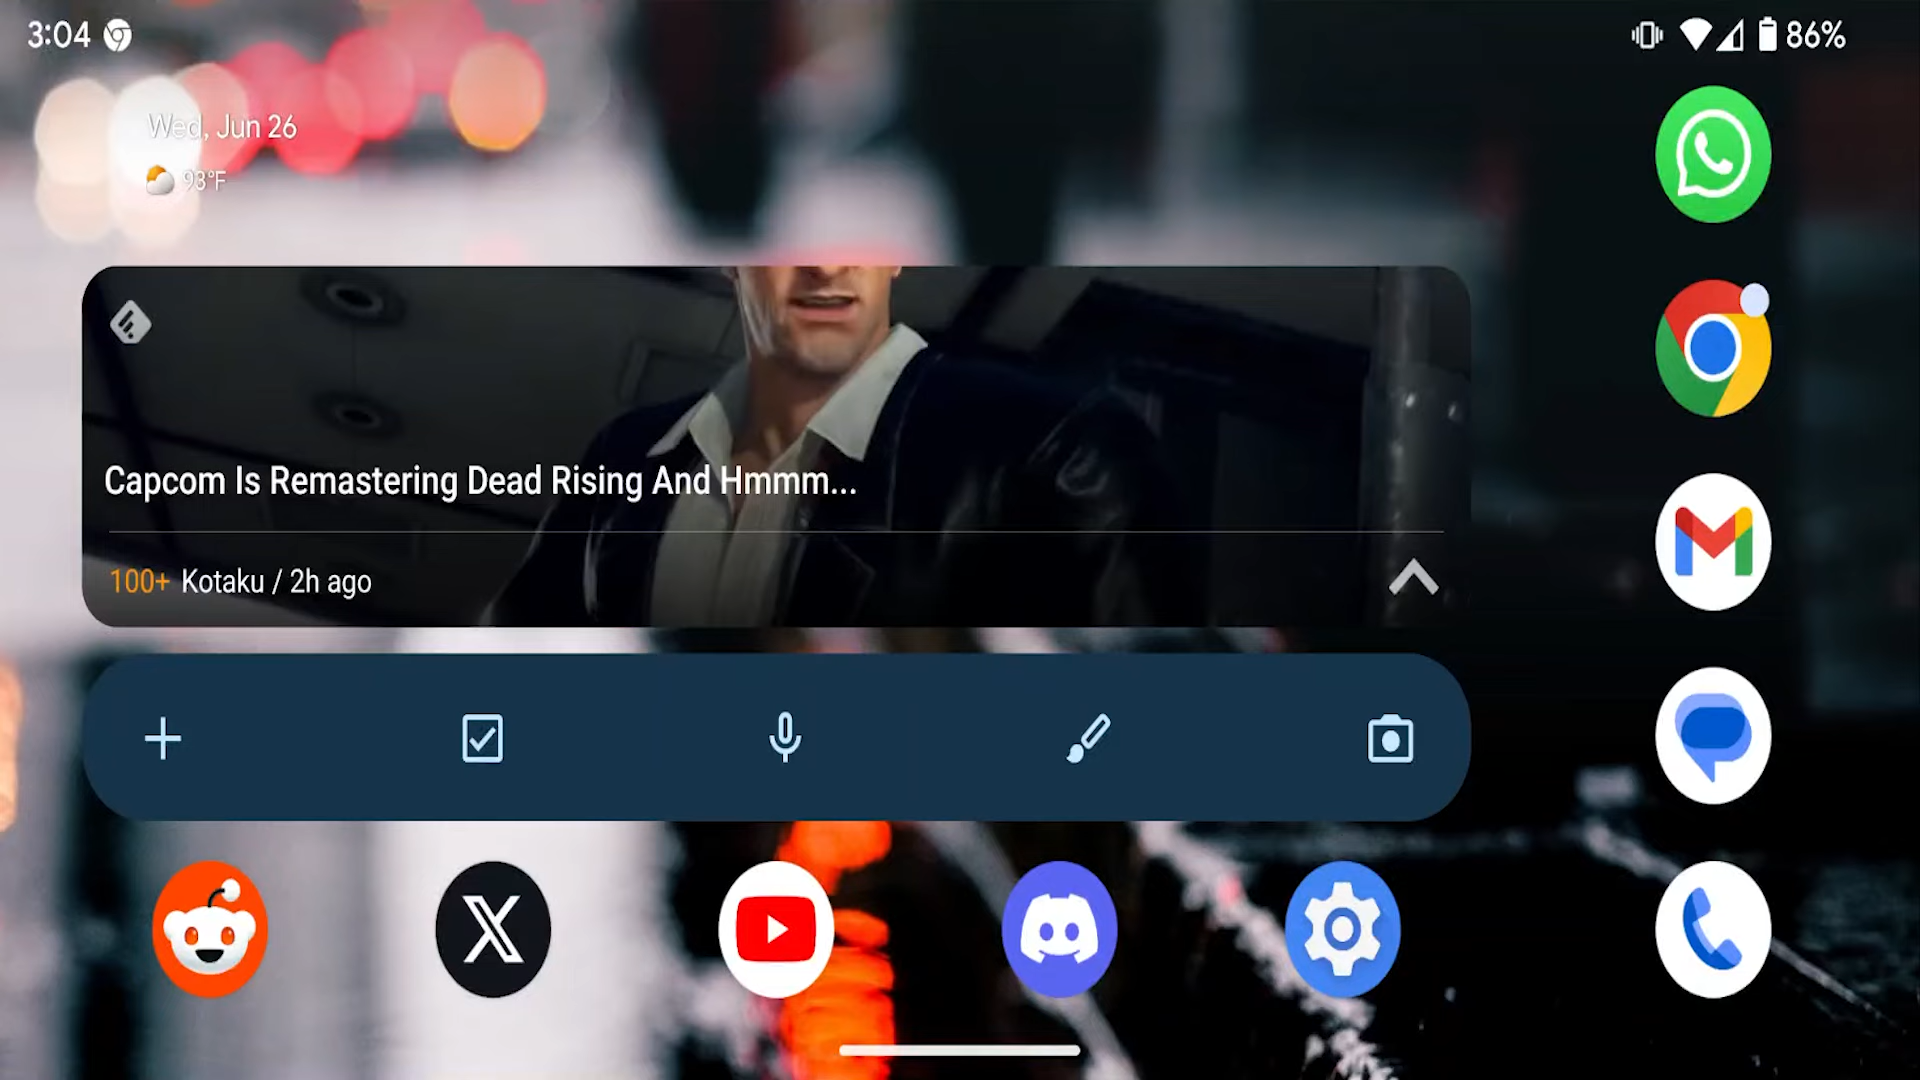 3:04
86%
Wed, Jun 26
93°F
Capcom Is Remastering Dead Rising And Hmmm...
100+ Kotaku / 2h ago